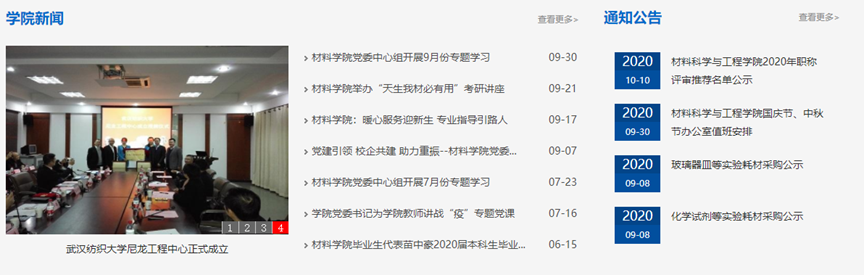 学院新闻
查看更多>
1 2 3 4
武汉纺织大学尼龙工程中心正式成立
材料学院党委中心组开展9月份专题学习 09-30
材料学院举办“天生我材必有用”考研讲座 09-21
材料学院：暖心服务迎新生 专业指导引路人 09-17
党建引领 校企共建 助力重振--材料学院党委... 09-07
材料学院党委中心组开展7月份专题学习 07-23
学院党委书记为学院教师讲战“疫”专题党课 07-16
材料学院毕业生代表苗中豪2020届本科生毕业... 06-15
通知公告
查看更多>
2020
10-10
材料科学与工程学院2020年职称
评审推荐名单公示
2020
09-30
材料科学与工程学院国庆节、中秋
节办公室值班安排
2020
09-08
玻璃器皿等实验耗材采购公示
2020
09-08
化学试剂等实验耗材采购公示